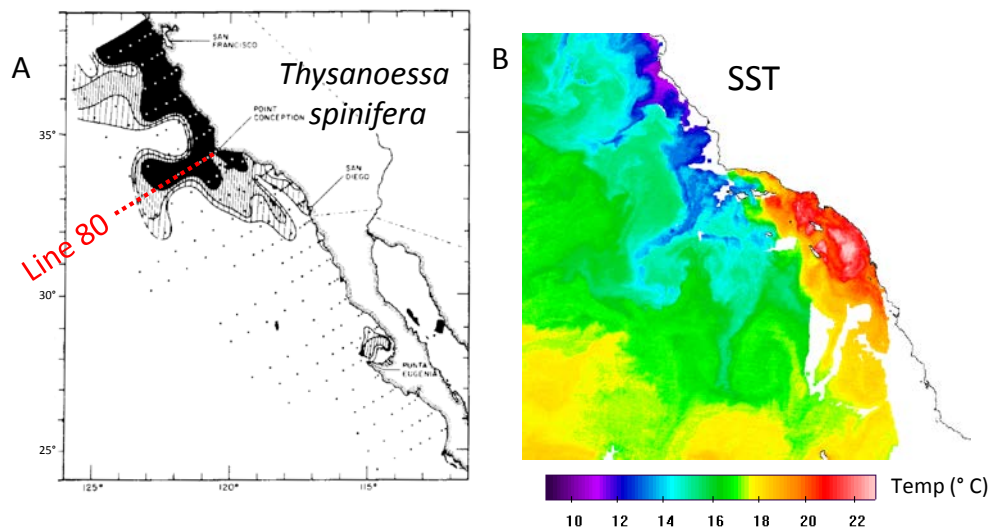 A
SAN
FRANCISCO
Thysanoessa
spinifera
POINT
CONCEPTION
SAN
DIEGO
Line 80
PUNTA
EUGENIA
35°
30°
25°
125°
120°
115°
B
SST
Temp (° C)
10 12 14 16 18 20 22